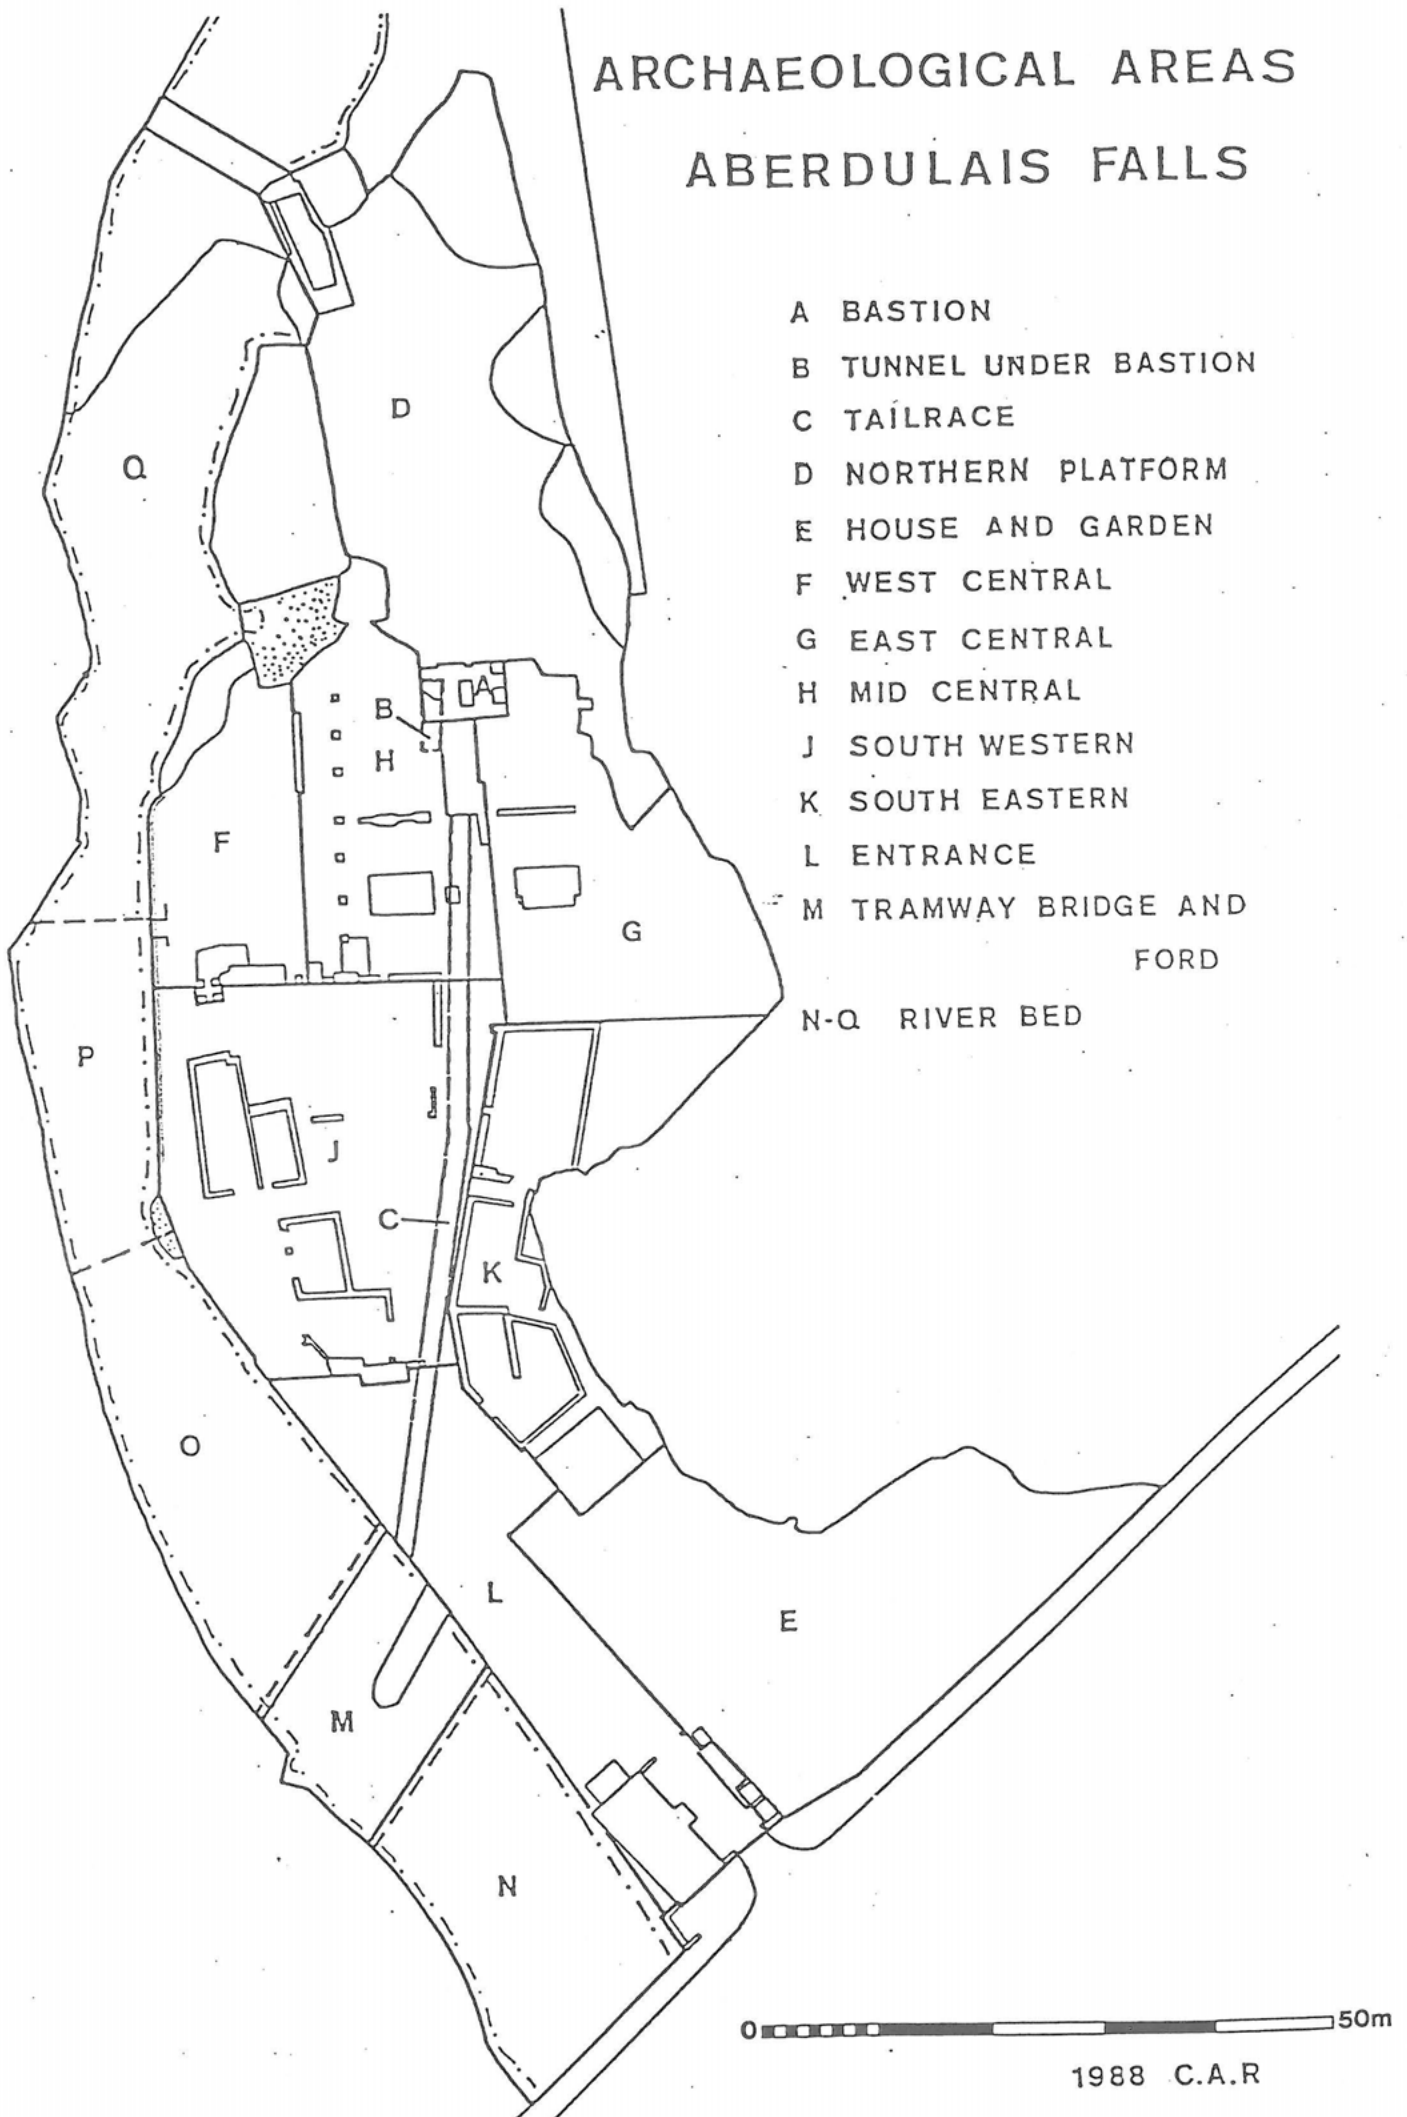 ARCHAEOLOGICAL AREAS
ABERDULAIS FALLS
A BASTION
B TUNNEL UNDER BASTION
C TAILRACE
D NORTHERN PLATFORM
E HOUSE AND GARDEN
F WEST CENTRAL
G EAST CENTRAL
H MID CENTRAL
J SOUTH WESTERN
K SOUTH EASTERN
L ENTRANCE
M TRAMWAY BRIDGE AND
FORD
N-Q RIVER BED
D
Q
A
B
H
F
G
P
J
C
K
O
L
E
M
N
0 50m
1988 C.A.R